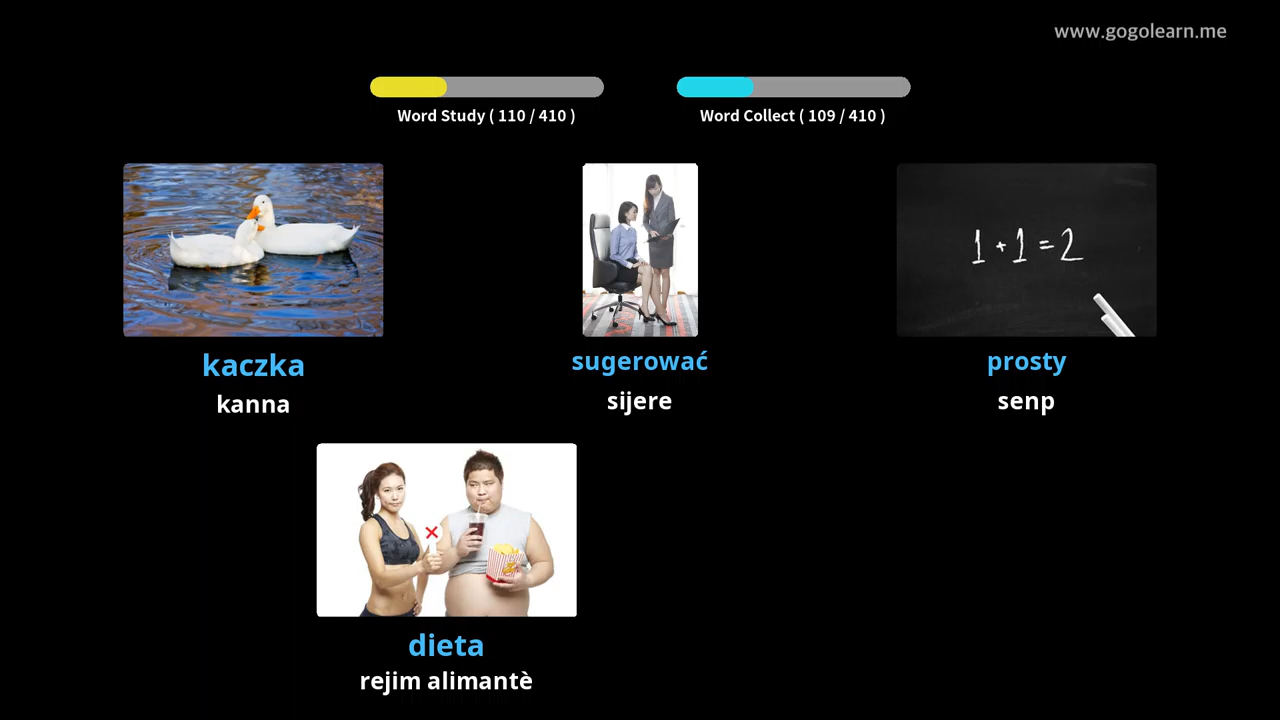 www.gogolearn.me
Word Study ( 110 / 410 )
Word Collect ( 109 / 410 )
1 + 1 = 2
kaczka
sugerować
prosty
kanna
sijere
senp
dieta
rejim alimantè